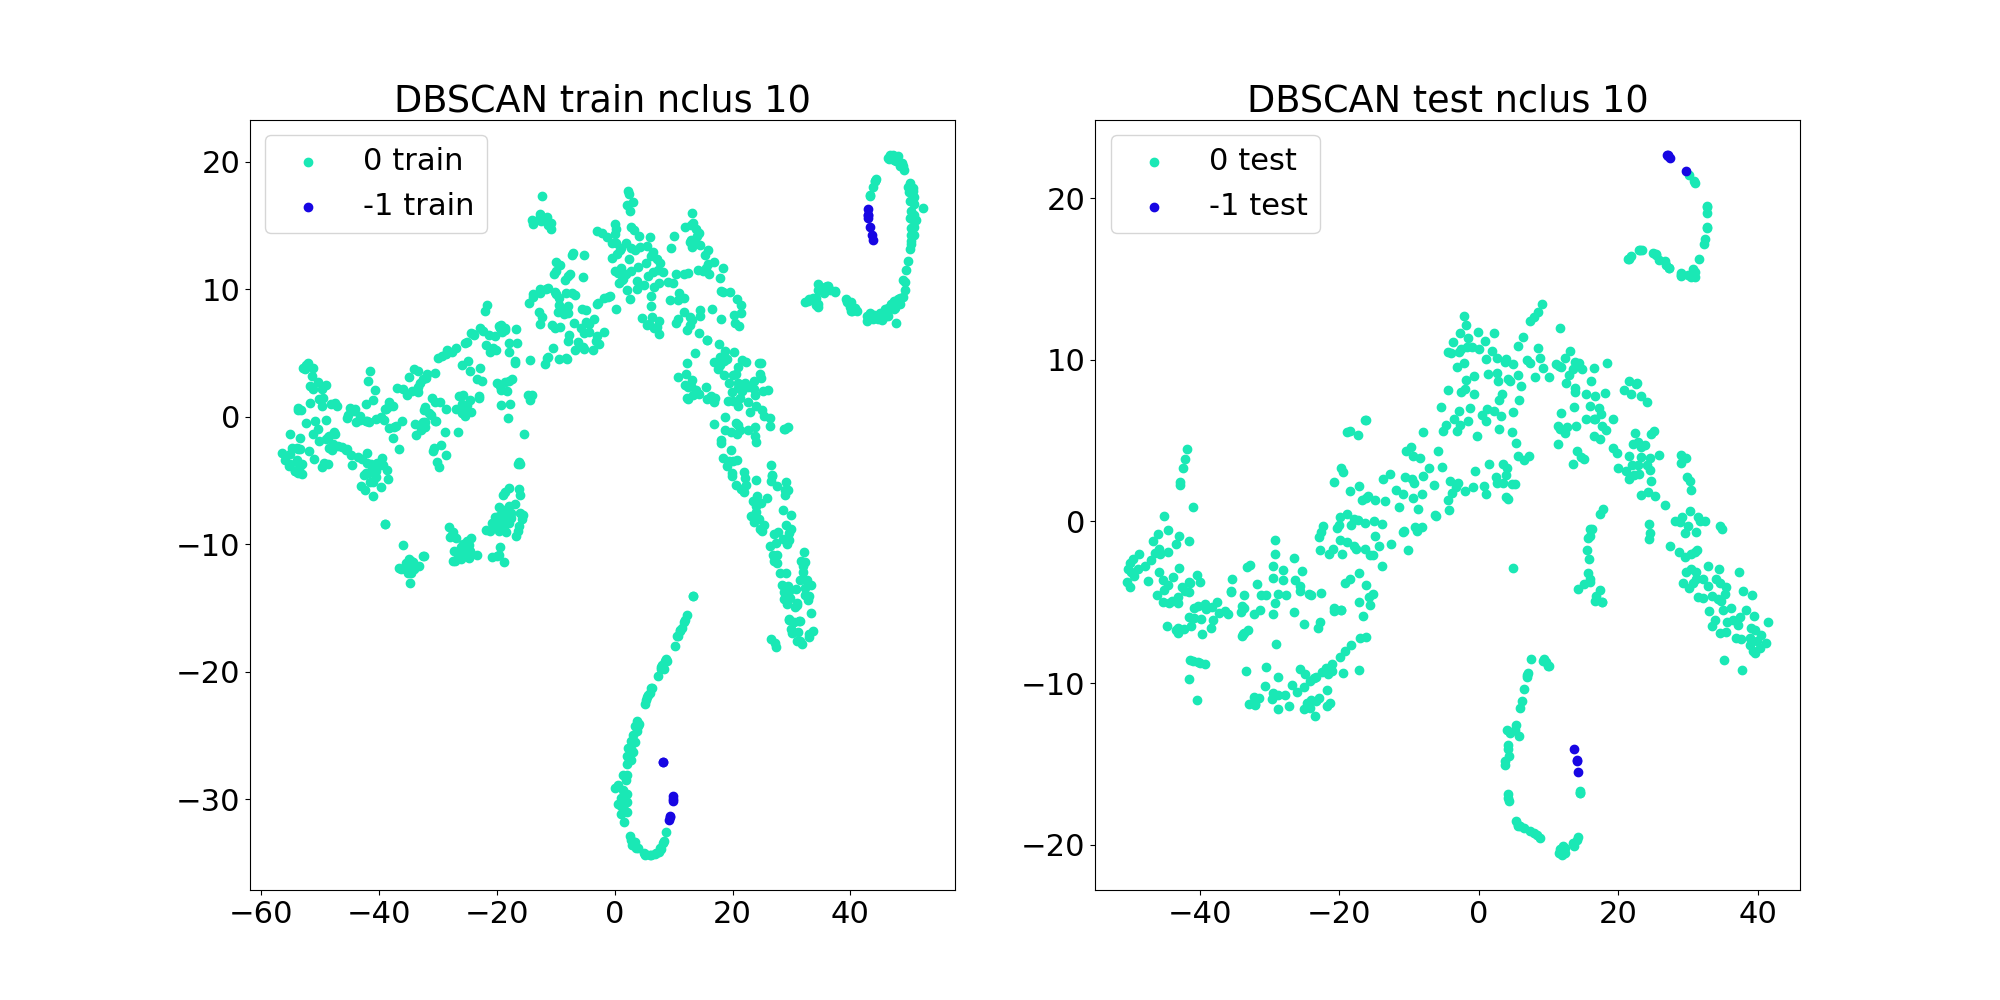 DBSCAN train nclus 10
0 train
-1 train
20
10
0
−10
−20
−30
−60 −40 −20 0 20 40
DBSCAN test nclus 10
0 test
-1 test
20
10
0
−10
−20
−40 −20 0 20 40